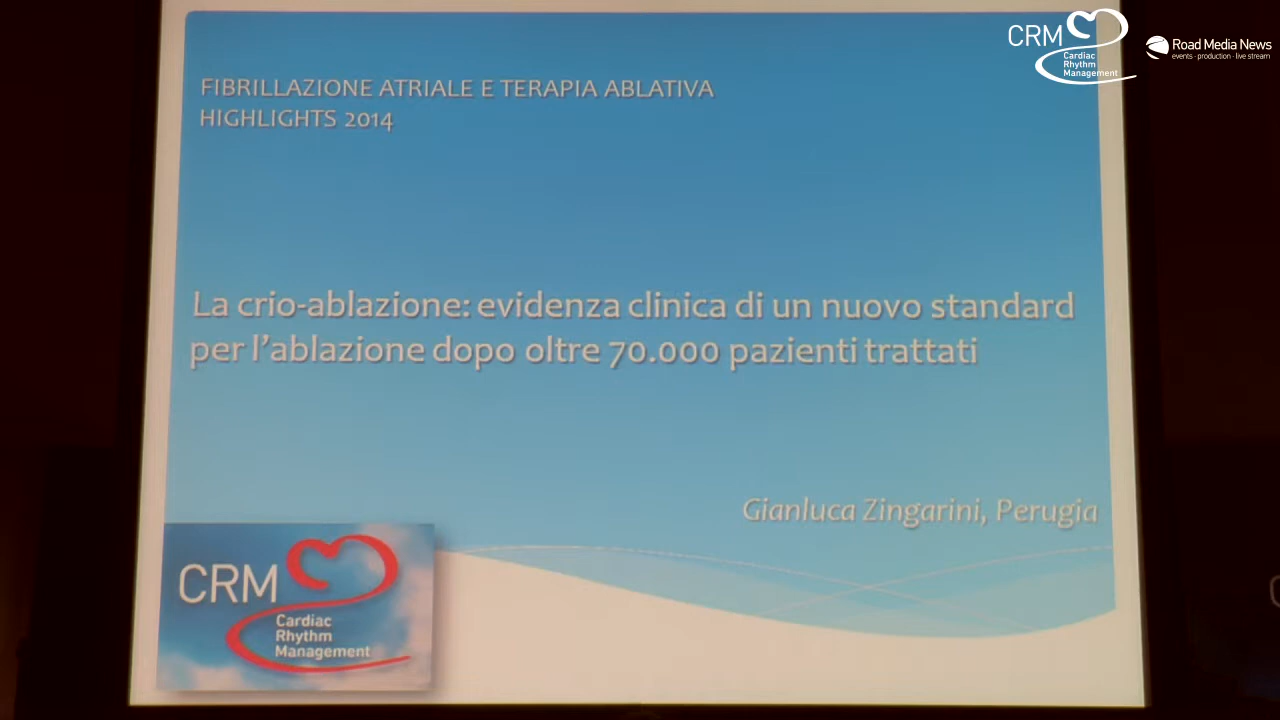 CRM
Cardiac
Rhythm
Management
Road Media News
events · production · live stream
FIBRILLAZIONE ATRIALE E TERAPIA ABLATIVA
HIGHLIGHTS 2014
La crio-ablazione: evidenza clinica di un nuovo standard
per l'ablazione dopo oltre 70.000 pazienti trattati
Gianluca Zingarini, Perugia
CRM
Cardiac
Rhythm
Management